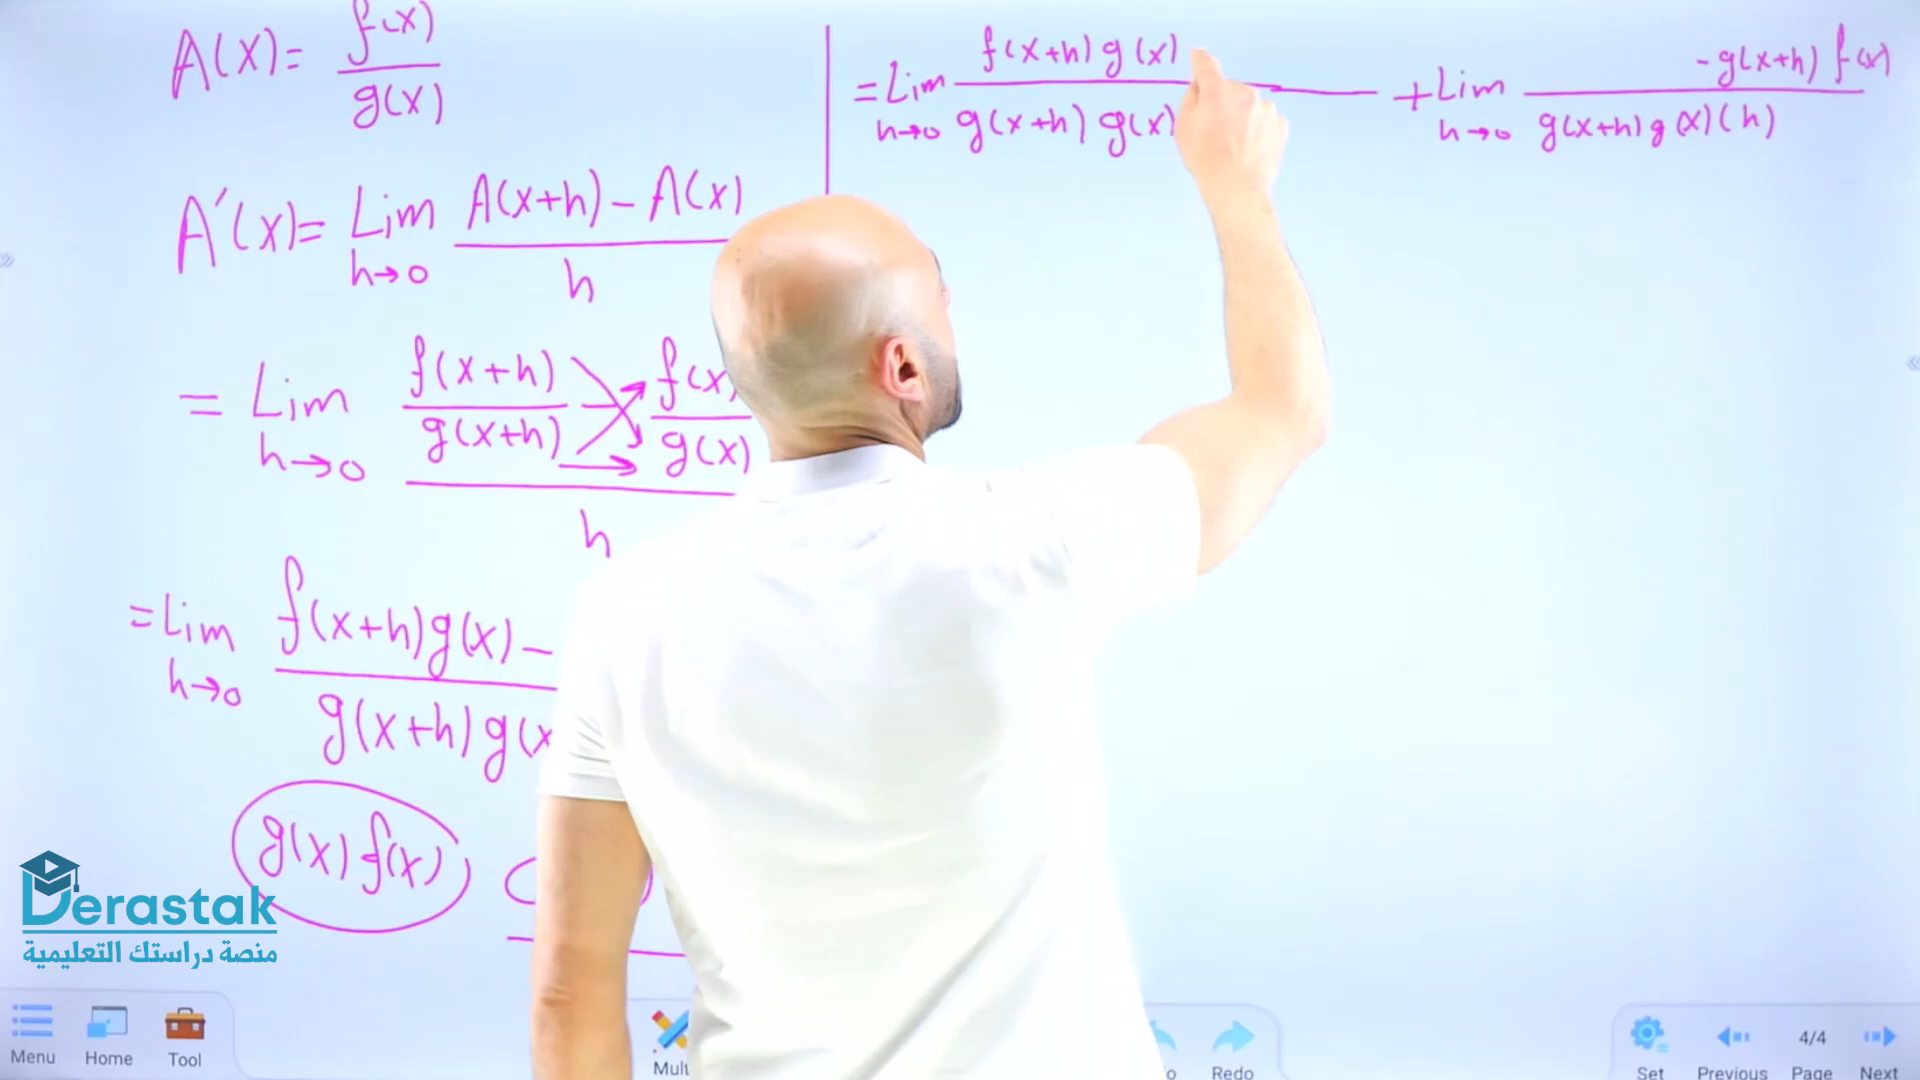 A(x) = f(x) / g(x)
A′(x) = Lim h→0 A(x+h) − A(x) / h
= Lim h→0 f(x+h) / g(x+h) − f(x) / g(x) / h
= Lim h→0 f(x+h) g(x) − / g(x+h) g(x
g(x) f(x)
= Lim h→0 f(x+h) g(x) / g(x+h) g(x) + Lim h→0 −g(x+h) f(x) / g(x+h) g(x) (h)
Derastak
منصة دراستك التعليمية
Menu Home Tool Redo Set Previous 4/4 Page Next